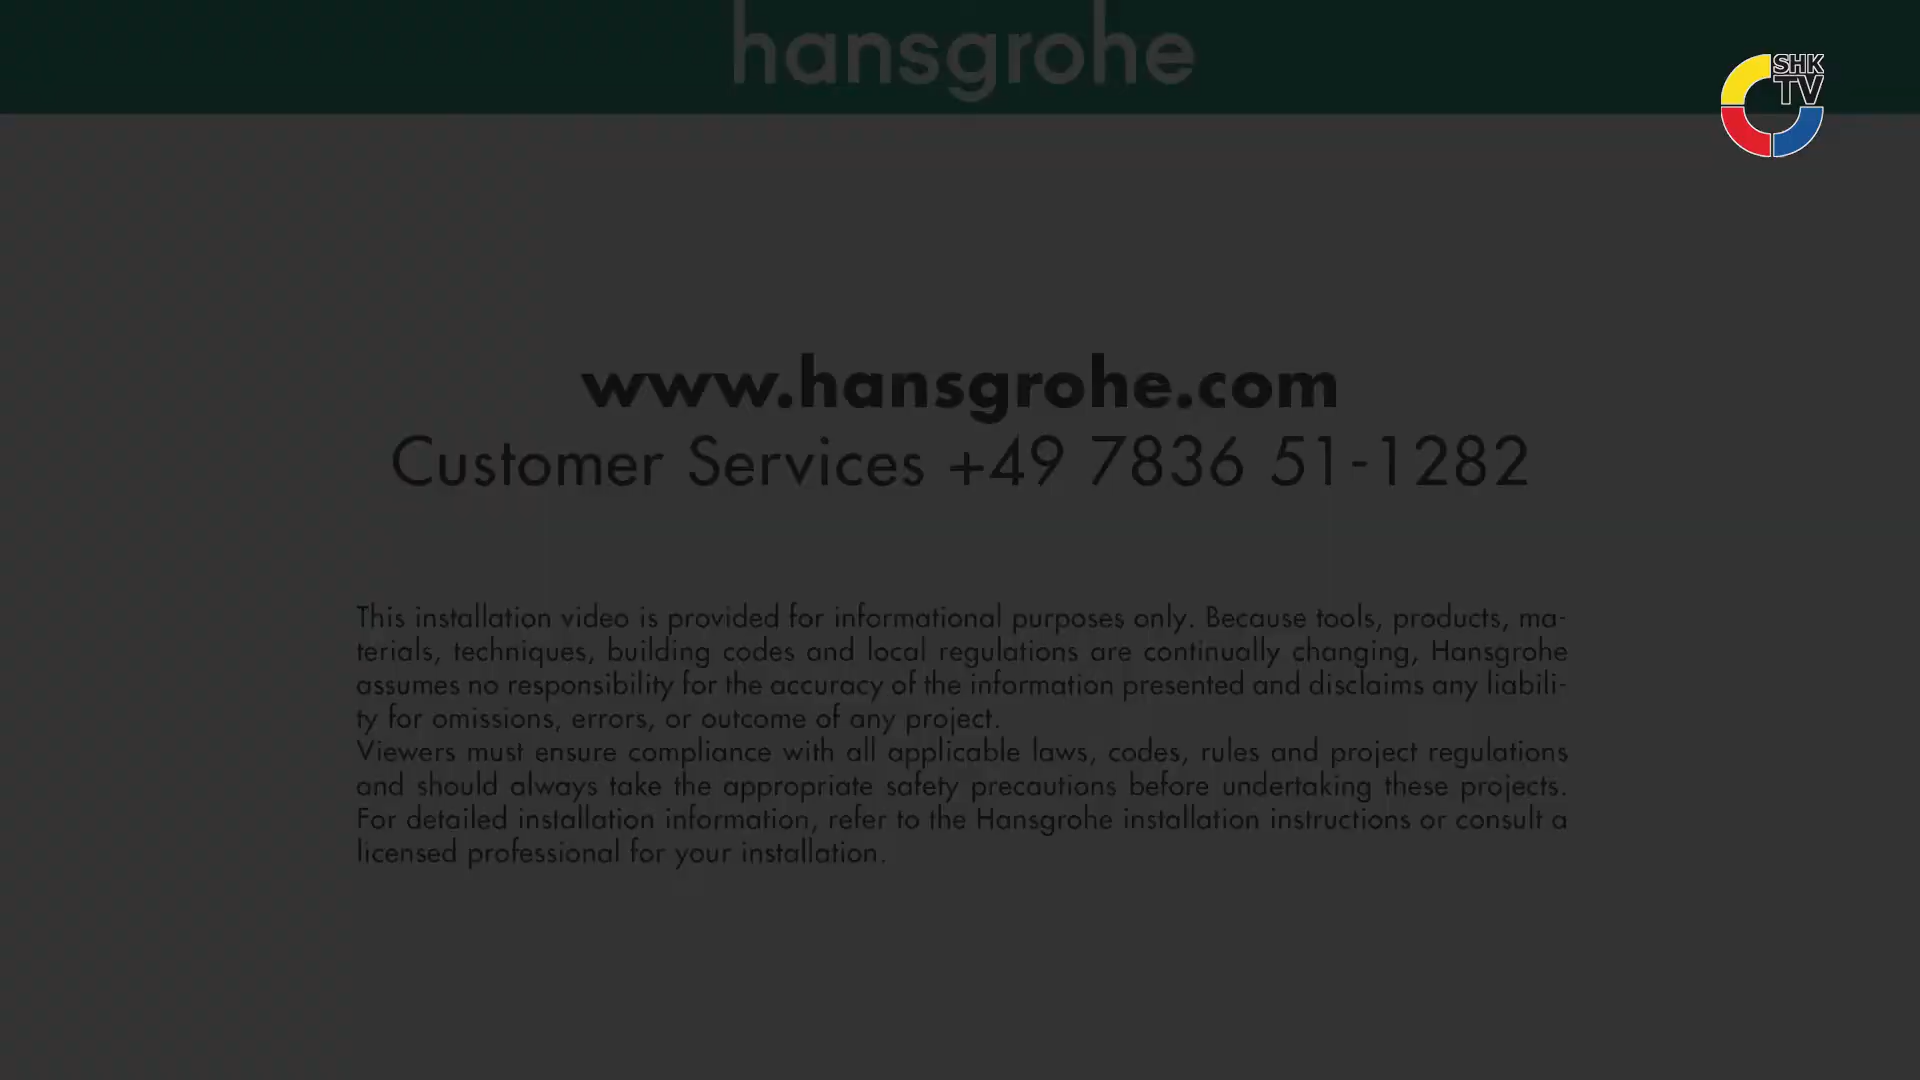 hansgrohe
SHK
TV
www.hansgrohe.com
Customer Services +49 7836 51-1282
This installation video is provided for informational purposes only. Because tools, products, ma-
terials, techniques, building codes and local regulations are continually changing, Hansgrohe
assumes no responsibility for the accuracy of the information presented and disclaims any liabili-
ty for omissions, errors, or outcome of any project.
Viewers must ensure compliance with all applicable laws, codes, rules and project regulations
and should always take the appropriate safety precautions before undertaking these projects.
For detailed installation information, refer to the Hansgrohe installation instructions or consult a
licensed professional for your installation.